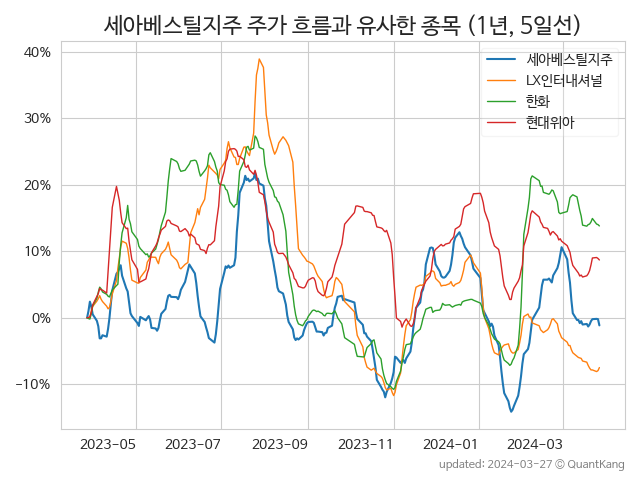 세아베스틸지주 주가 흐름과 유사한 종목 (1년, 5일선)
세아베스틸지주
LX인터내셔널
한화
현대위아
40%
30%
20%
10%
0%
−10%
2023-05 2023-07 2023-09 2023-11 2024-01 2024-03
updated: 2024-03-27 © QuantKang